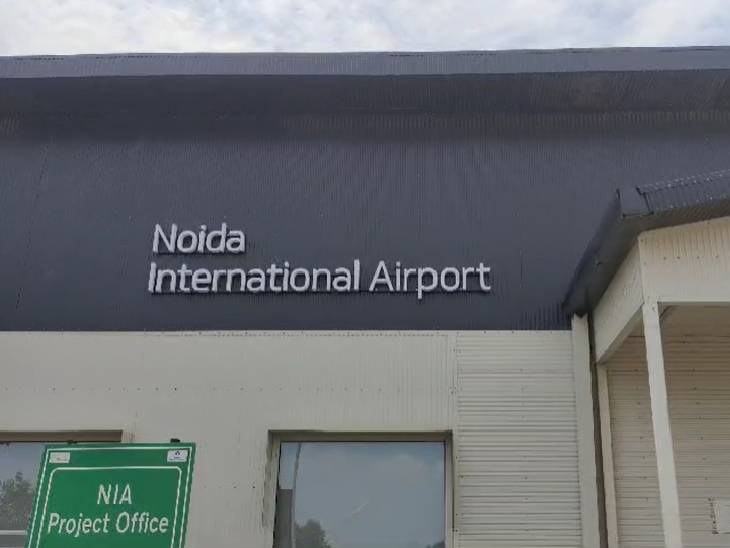 Noida
International Airport
NIA
Project Office